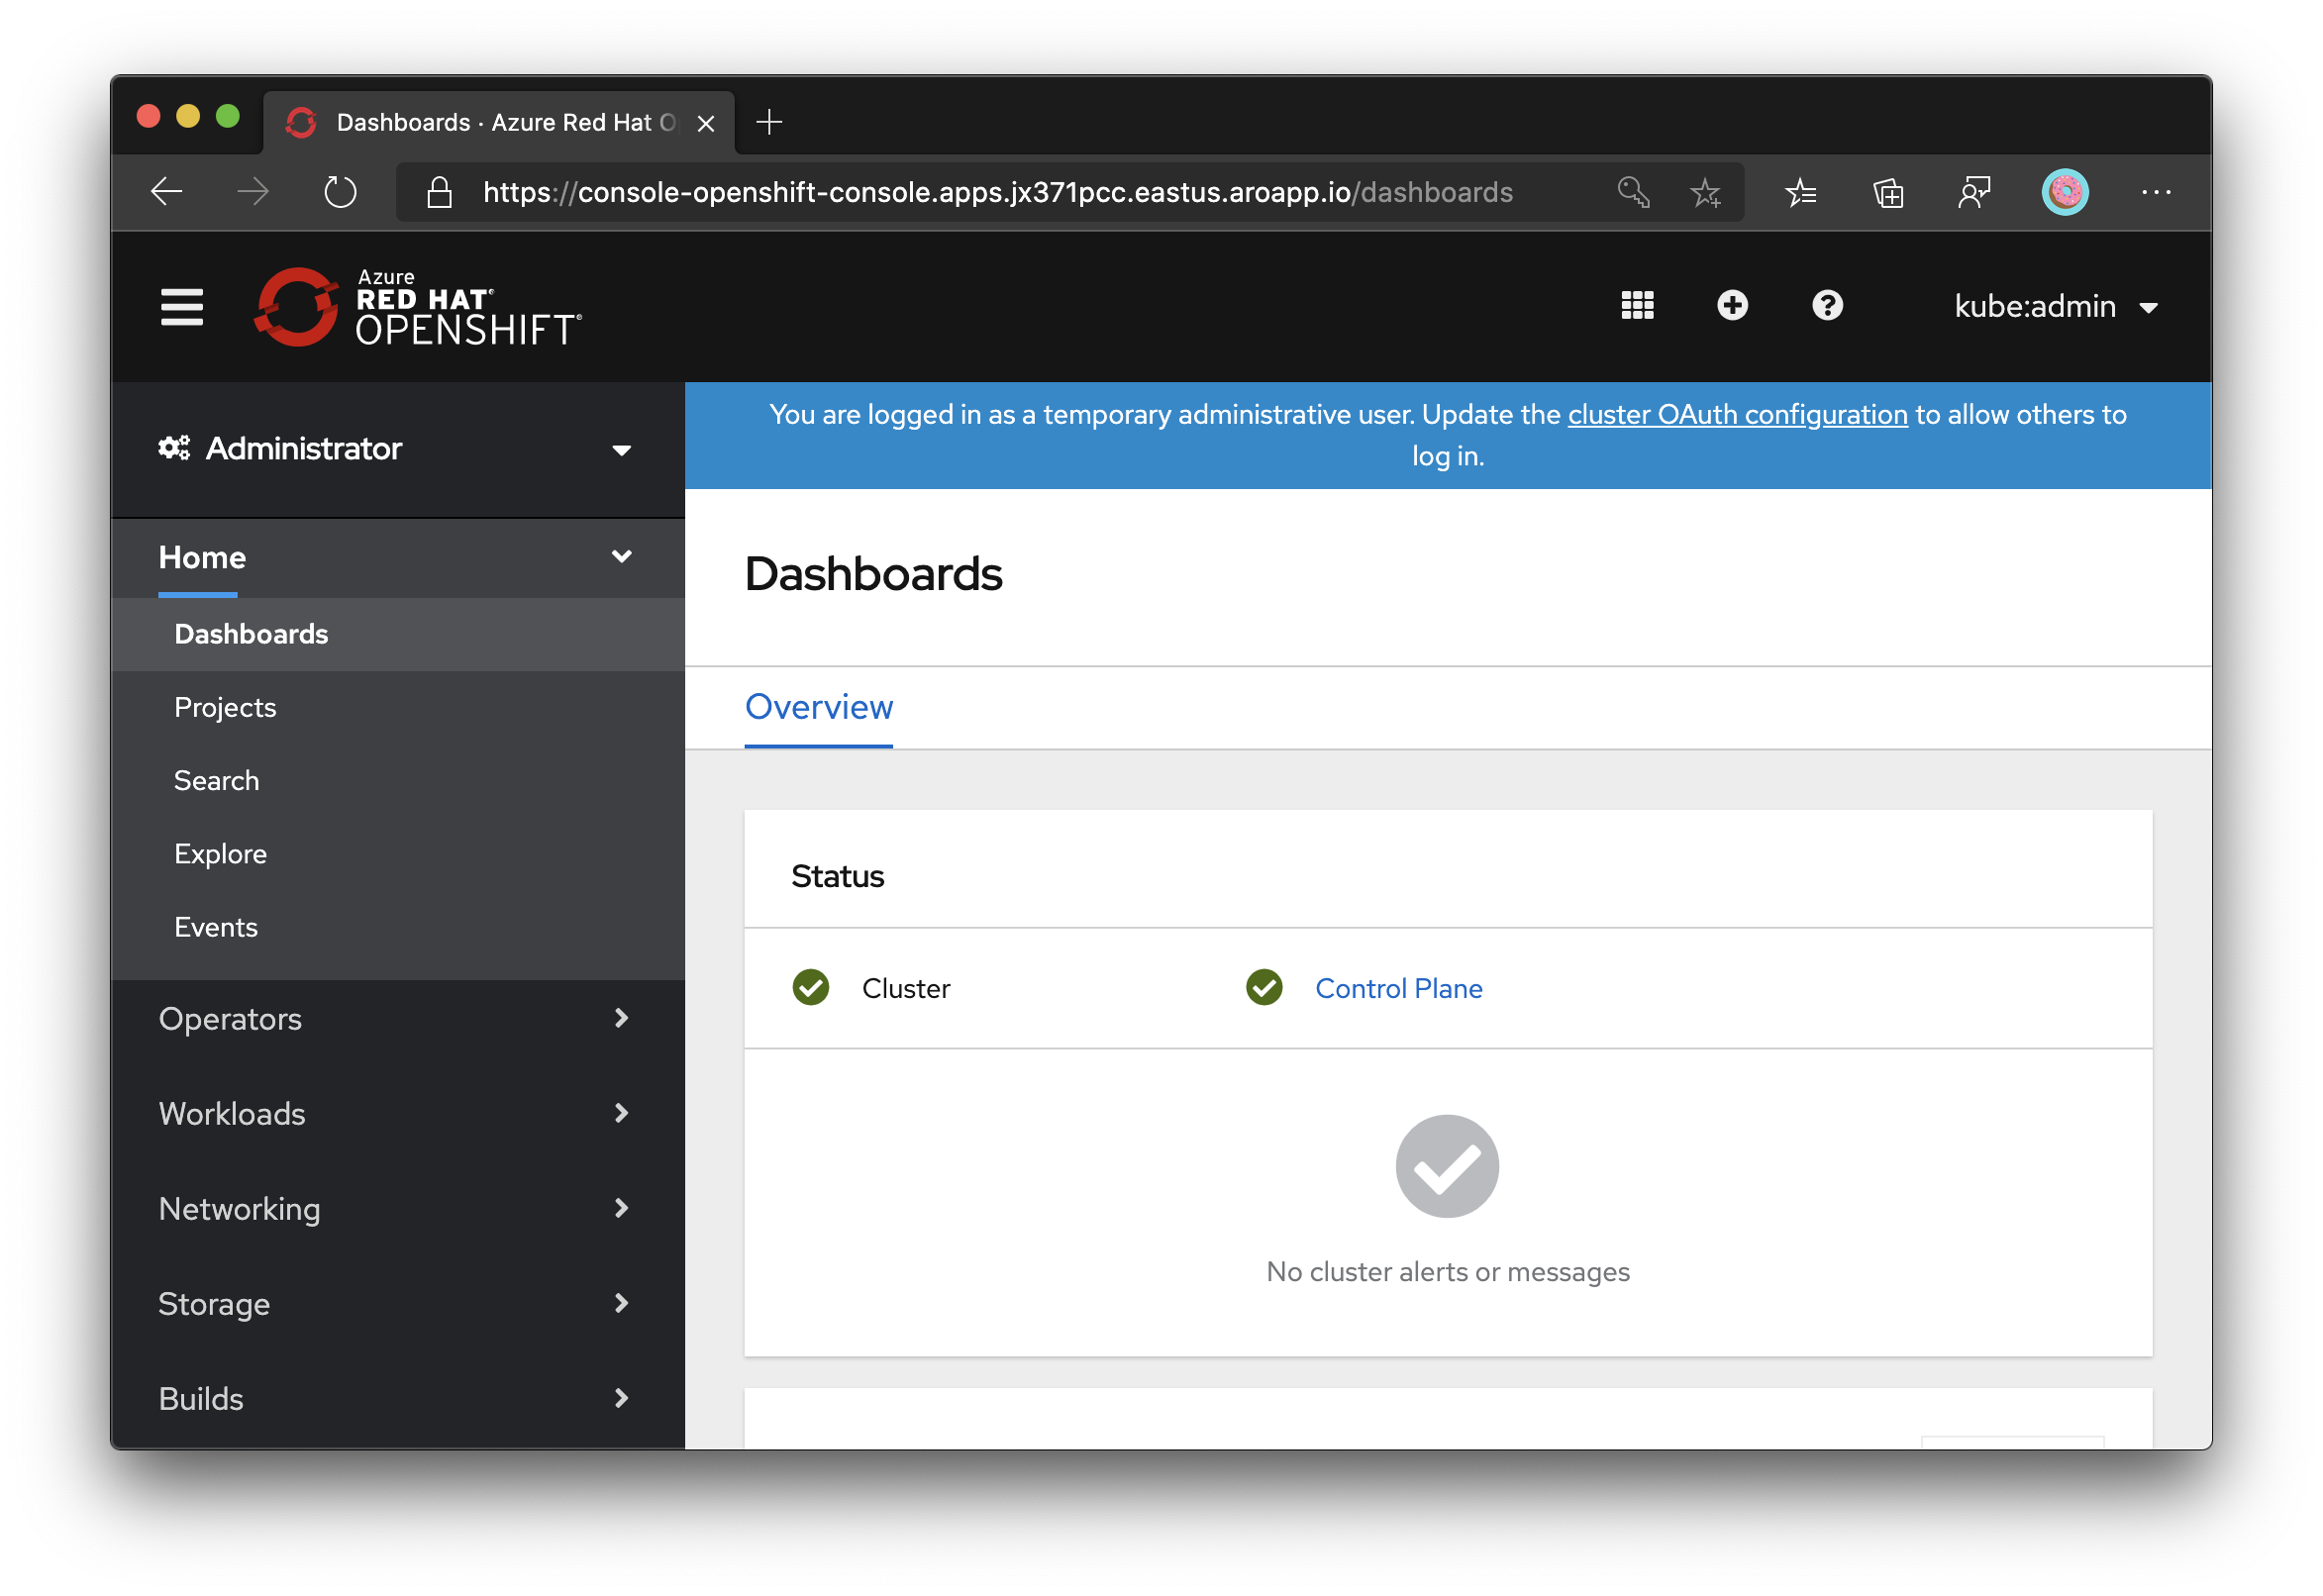 Dashboards · Azure Red Hat O
https://console-openshift-console.apps.jx371pcc.eastus.aroapp.io/dashboards
Azure
RED HAT®
OPENSHIFT®
kube:admin
Administrator
You are logged in as a temporary administrative user. Update the cluster OAuth configuration to allow others to
log in.
Home
Dashboards
Projects
Search
Explore
Events
Operators
Workloads
Networking
Storage
Builds
Dashboards
Overview
Status
Cluster
Control Plane
No cluster alerts or messages